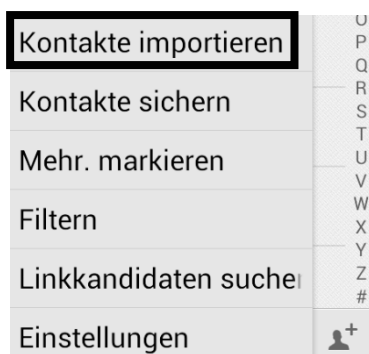 Kontakte importieren
Kontakte sichern
Mehr. markieren
Filtern
Linkkandidaten suche
Einstellungen
P
Q
R
S
T
U
V
W
X
Y
Z
#